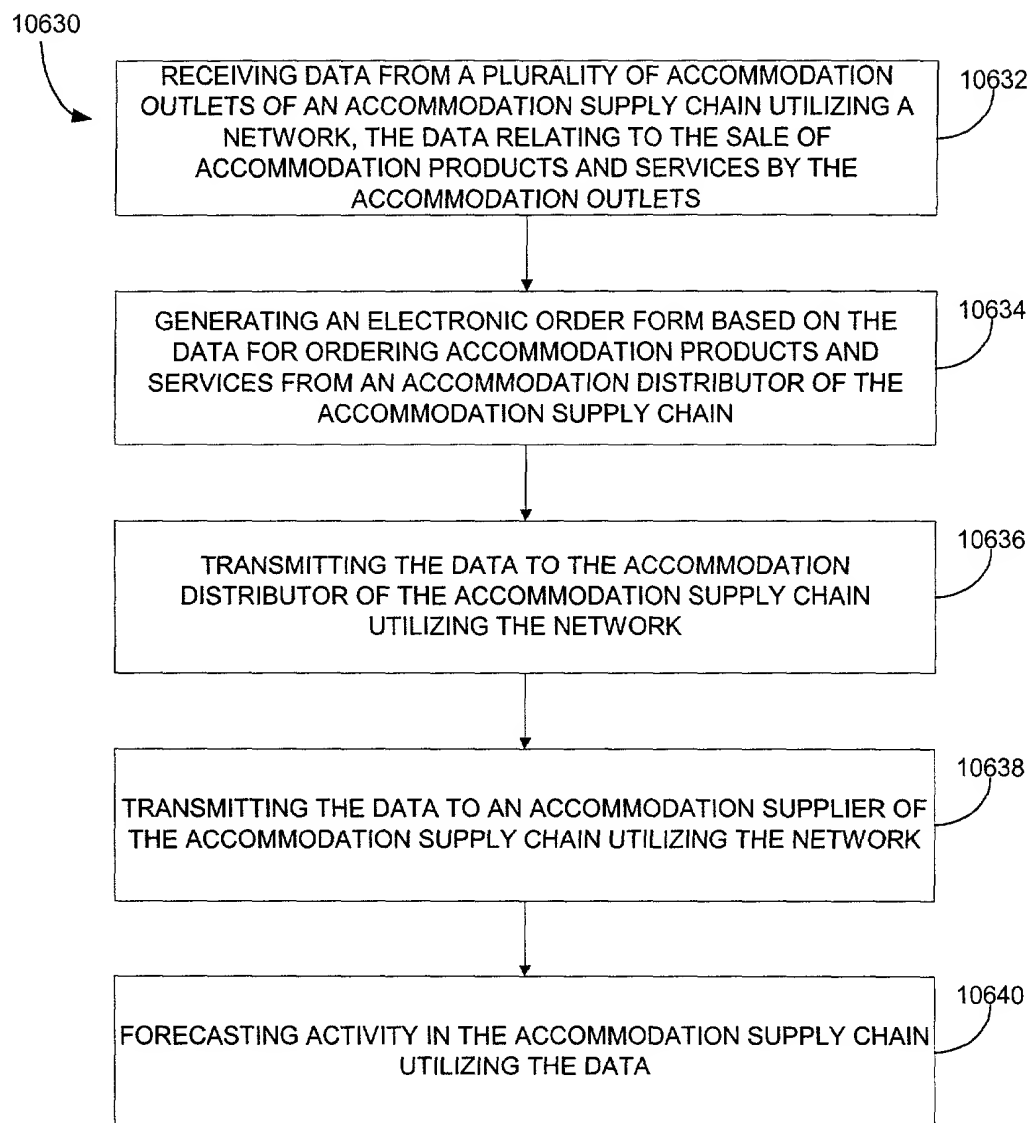 10630
RECEIVING DATA FROM A PLURALITY OF ACCOMMODATION
OUTLETS OF AN ACCOMMODATION SUPPLY CHAIN UTILIZING A
NETWORK, THE DATA RELATING TO THE SALE OF
ACCOMMODATION PRODUCTS AND SERVICES BY THE
ACCOMMODATION OUTLETS
10632
GENERATING AN ELECTRONIC ORDER FORM BASED ON THE
DATA FOR ORDERING ACCOMMODATION PRODUCTS AND
SERVICES FROM AN ACCOMMODATION DISTRIBUTOR OF THE
ACCOMMODATION SUPPLY CHAIN
10634
TRANSMITTING THE DATA TO THE ACCOMMODATION
DISTRIBUTOR OF THE ACCOMMODATION SUPPLY CHAIN
UTILIZING THE NETWORK
10636
TRANSMITTING THE DATA TO AN ACCOMMODATION SUPPLIER OF
THE ACCOMMODATION SUPPLY CHAIN UTILIZING THE NETWORK
10638
FORECASTING ACTIVITY IN THE ACCOMMODATION SUPPLY CHAIN
UTILIZING THE DATA
10640